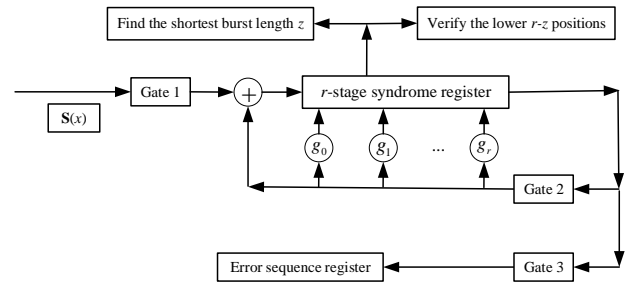 Find the shortest burst length z
Verify the lower r-z positions
Gate 1
+
r-stage syndrome register
S(x)
g0
g1
...
gr
Gate 2
Error sequence register
Gate 3